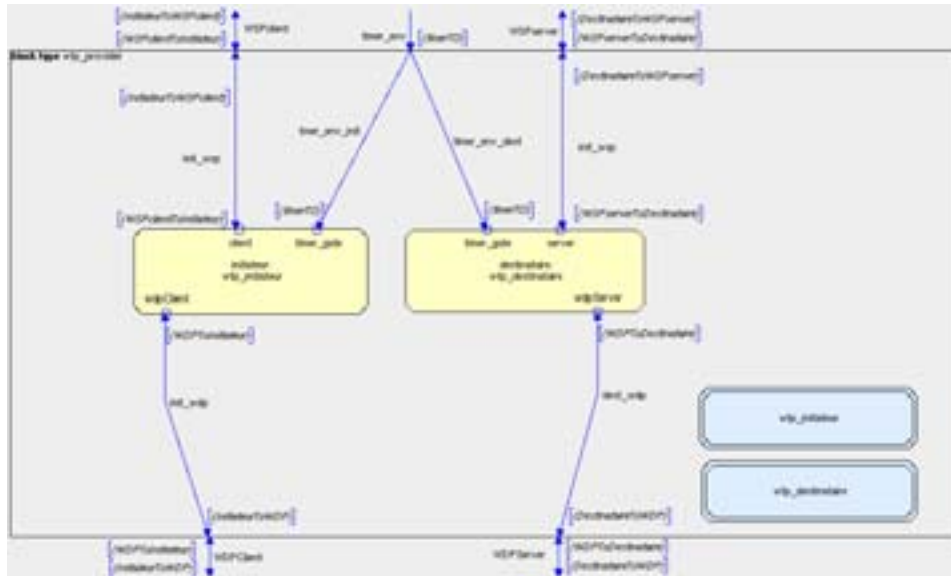 (InitiateurToWSPclient)
(WSPclientToInitiateur)
WSPclient
timer_env
(timerTO)
WSPserver
(DestinataireToWSPserver)
(WSPserverToDestinataire)
block type wtp_provider
(InitiateurToWSPclient)
(DestinataireToWSPserver)
timer_env_init
timer_env_dest
init_wsp
init_wsp
(WSPclientToInitiateur)
(timerTO)
(timerTO)
(WSPserverToDestinataire)
client
timer_gate
timer_gate
server
initiateur:
wtp_initiateur
destinataire:
wtp_destinataire
wdpClient
wdpServer
(WDPToInitiateur)
(WDPToDestinataire)
init_wdp
dest_wdp
wtp_initiateur
wtp_destinataire
(InitiateurToWDP)
(DestinataireToWDP)
(WDPToInitiateur)
(InitiateurToWDP)
WDPClient
WDPServer
(WDPToDestinataire)
(DestinataireToWDP)